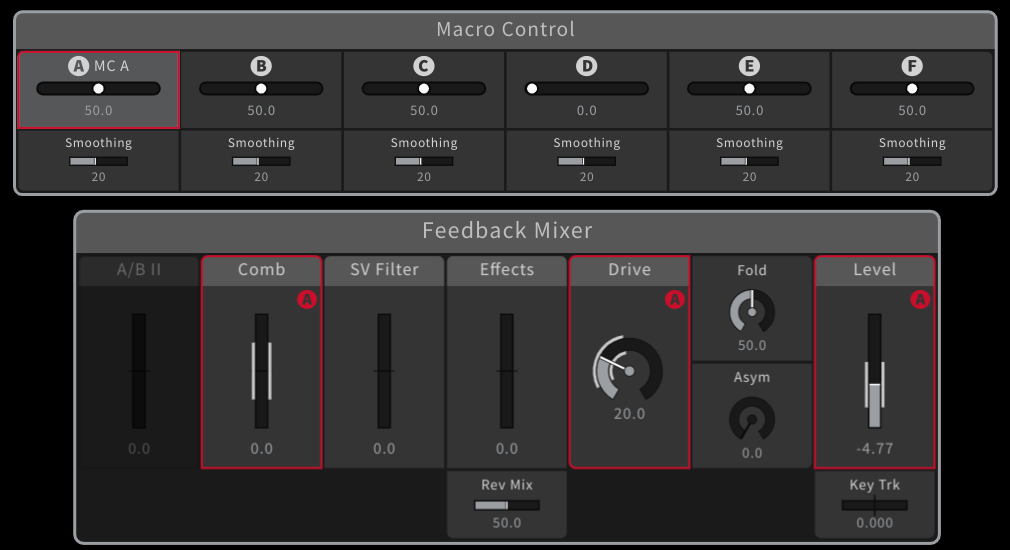 Macro Control
A MC A B C D E F
50.0 50.0 50.0 0.0 50.0 50.0
Smoothing Smoothing Smoothing Smoothing Smoothing Smoothing
20 20 20 20 20 20
Feedback Mixer
A/B II Comb SV Filter Effects Drive Fold Level
A A A
50.0
Asym
20.0
0.0 0.0 0.0 0.0 0.0 -4.77
Rev Mix Key Trk
50.0 0.000